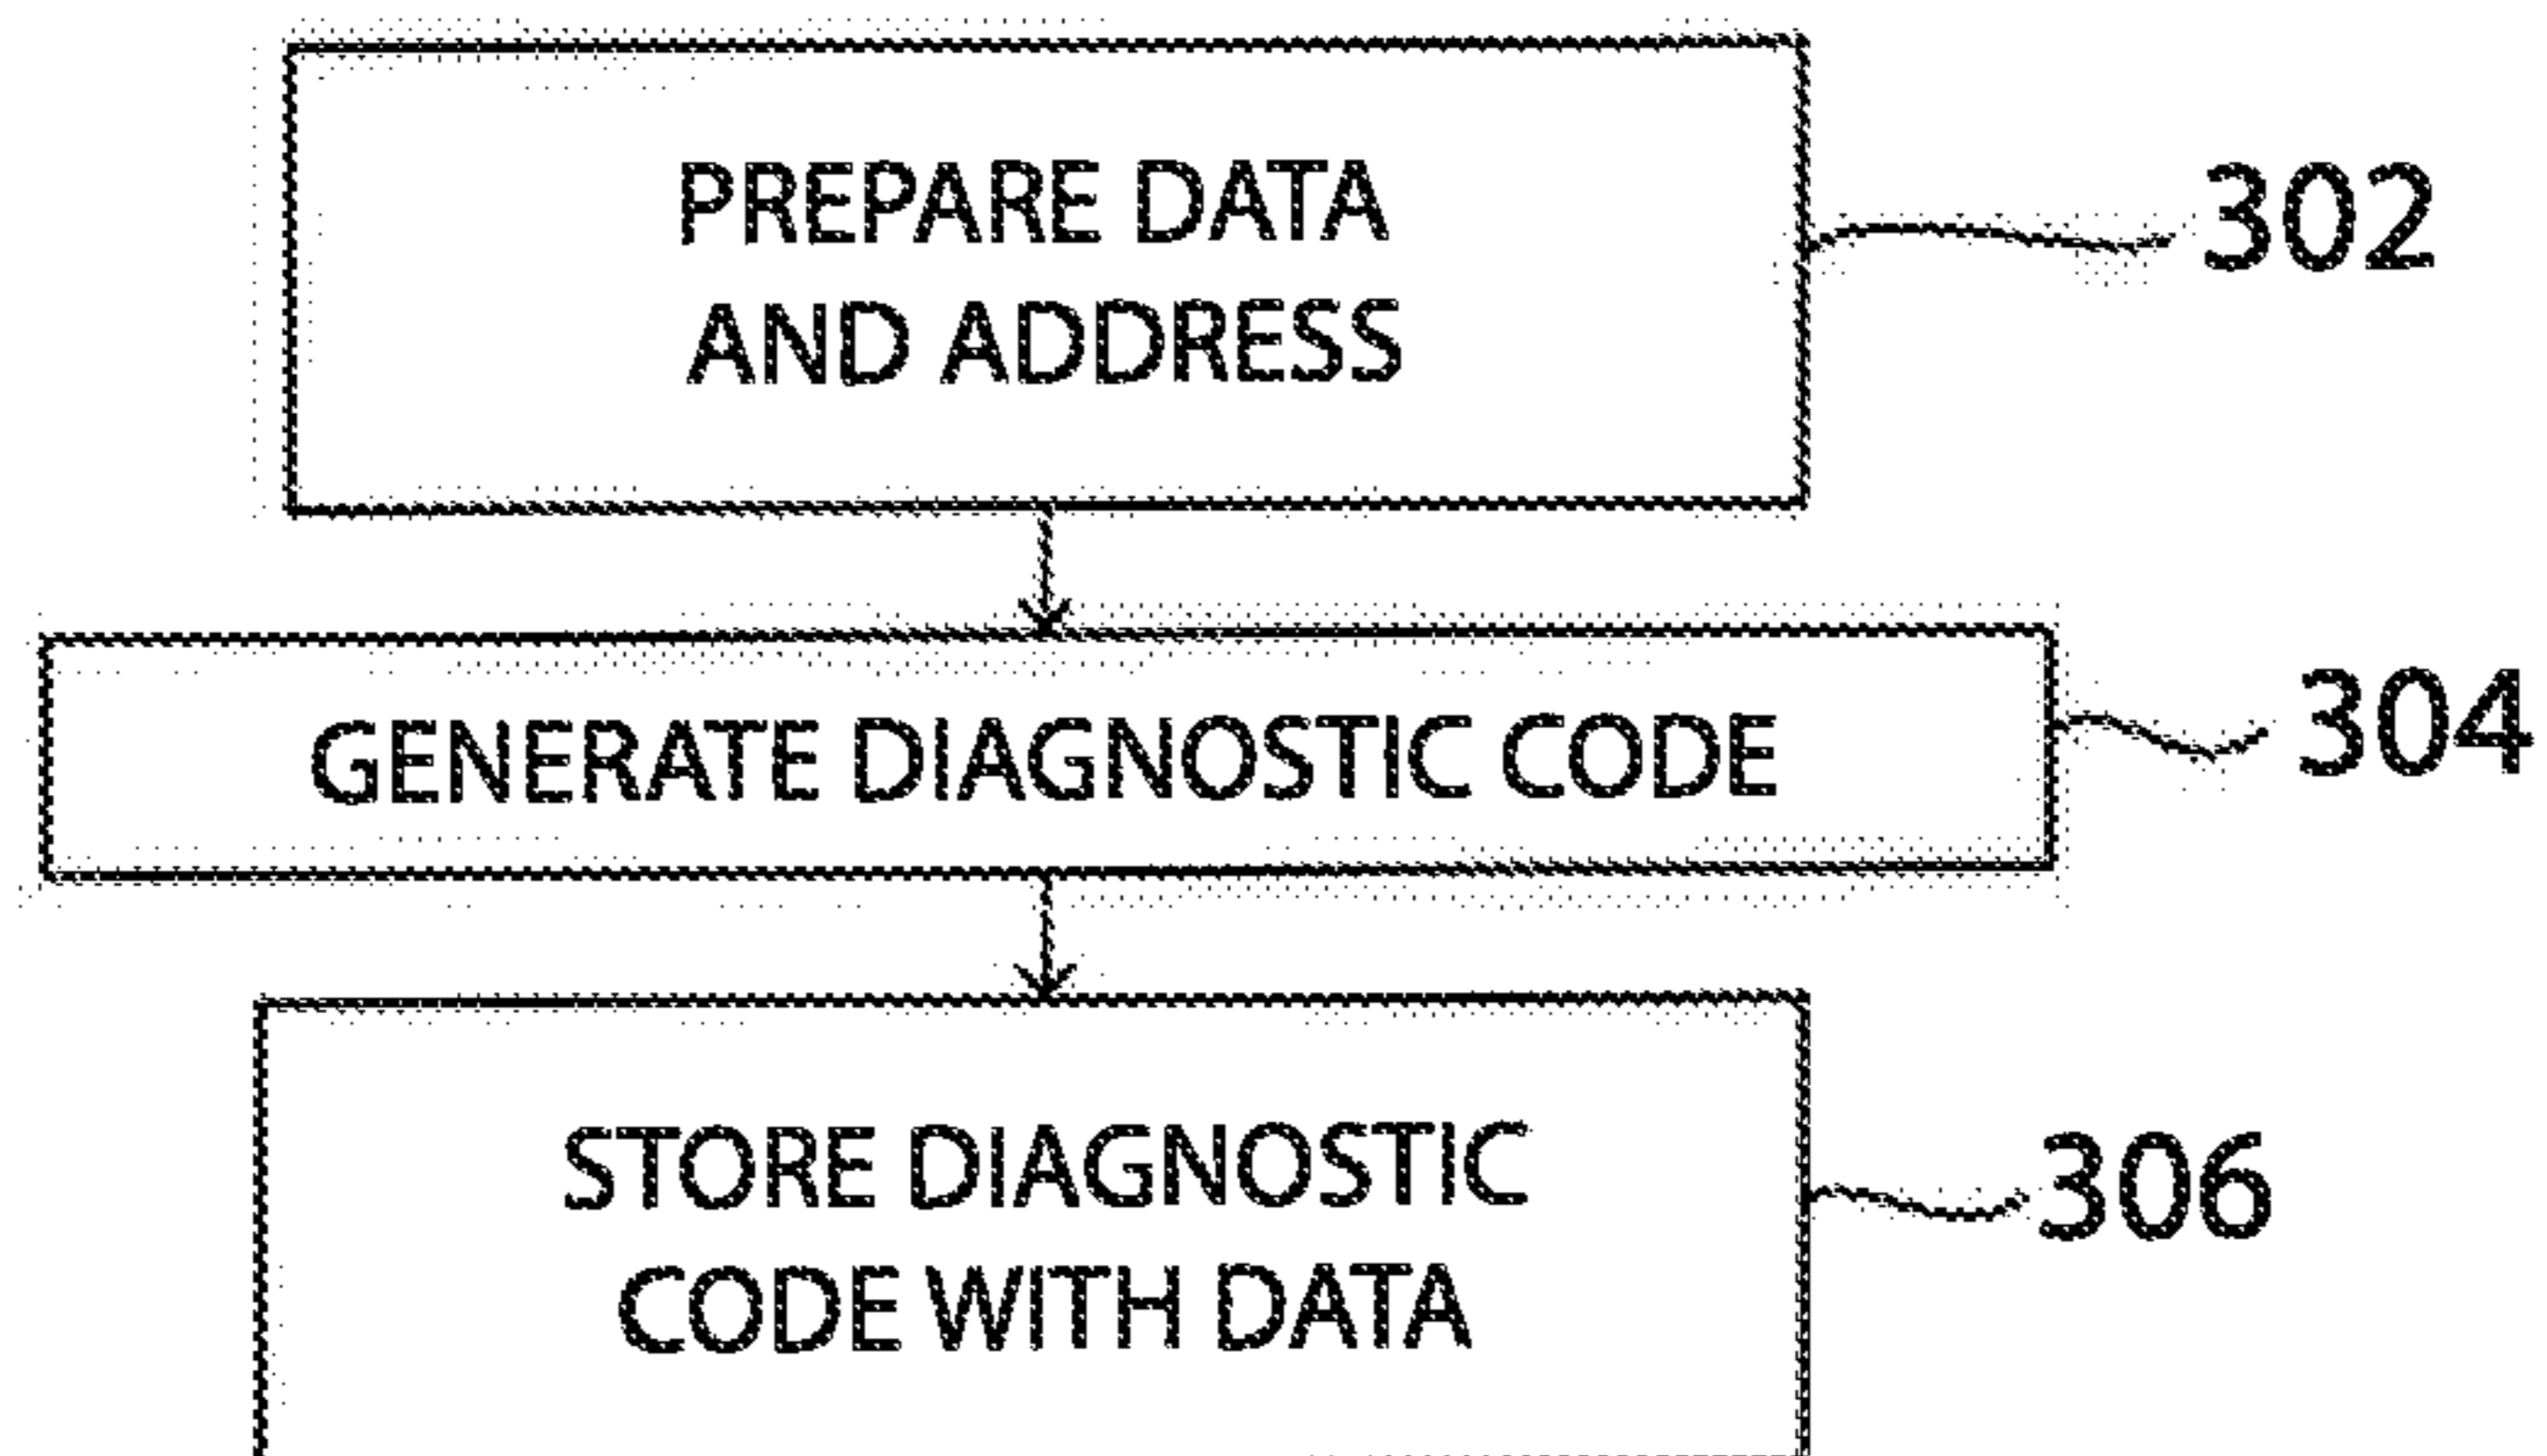 PREPARE DATA
AND ADDRESS
302
GENERATE DIAGNOSTIC CODE
304
STORE DIAGNOSTIC
CODE WITH DATA
306